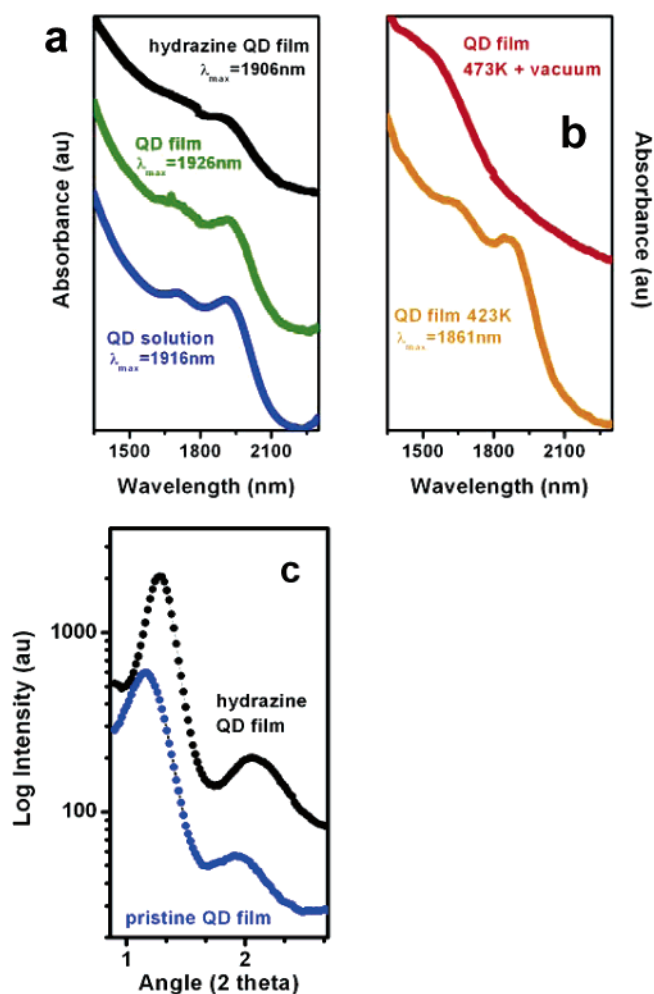 a
hydrazine QD film
λmax=1906nm
QD film
λmax=1926nm
QD solution
λmax=1916nm
Absorbance (au)
1500 1800 2100
Wavelength (nm)
QD film
473K + vacuum
b
QD film 423K
λmax=1861nm
Absorbance (au)
1500 1800 2100
Wavelength (nm)
c
1000
100
hydrazine
QD film
pristine QD film
Log Intensity (au)
1 2
Angle (2 theta)